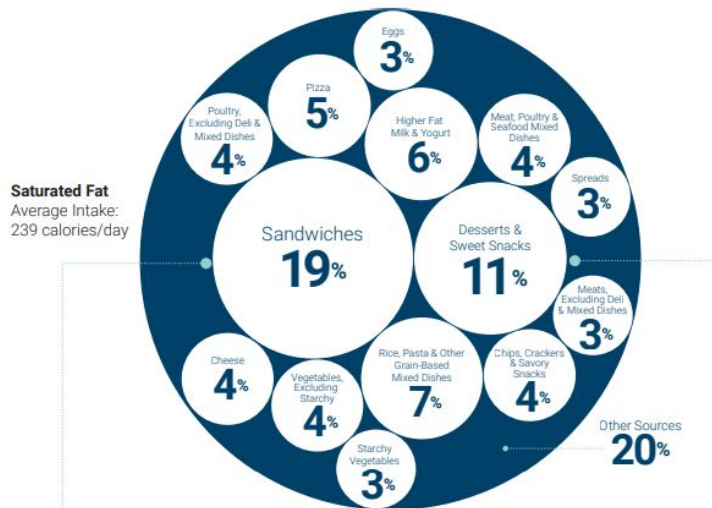 Eggs
3%
Pizza
5%
Poultry,
Excluding Deli &
Mixed Dishes
4%
Higher Fat
Milk & Yogurt
6%
Meat, Poultry &
Seafood Mixed
Dishes
4%
Saturated Fat
Average Intake:
239 calories/day
Spreads
3%
Sandwiches
19%
Desserts &
Sweet Snacks
11%
Meats,
Excluding Deli
& Mixed Dishes
3%
Cheese
4%
Vegetables,
Excluding
Starchy
4%
Rice, Pasta & Other
Grain-Based
Mixed Dishes
7%
Chips, Crackers
& Savory
Snacks
4%
Other Sources
20%
Starchy
Vegetables
3%